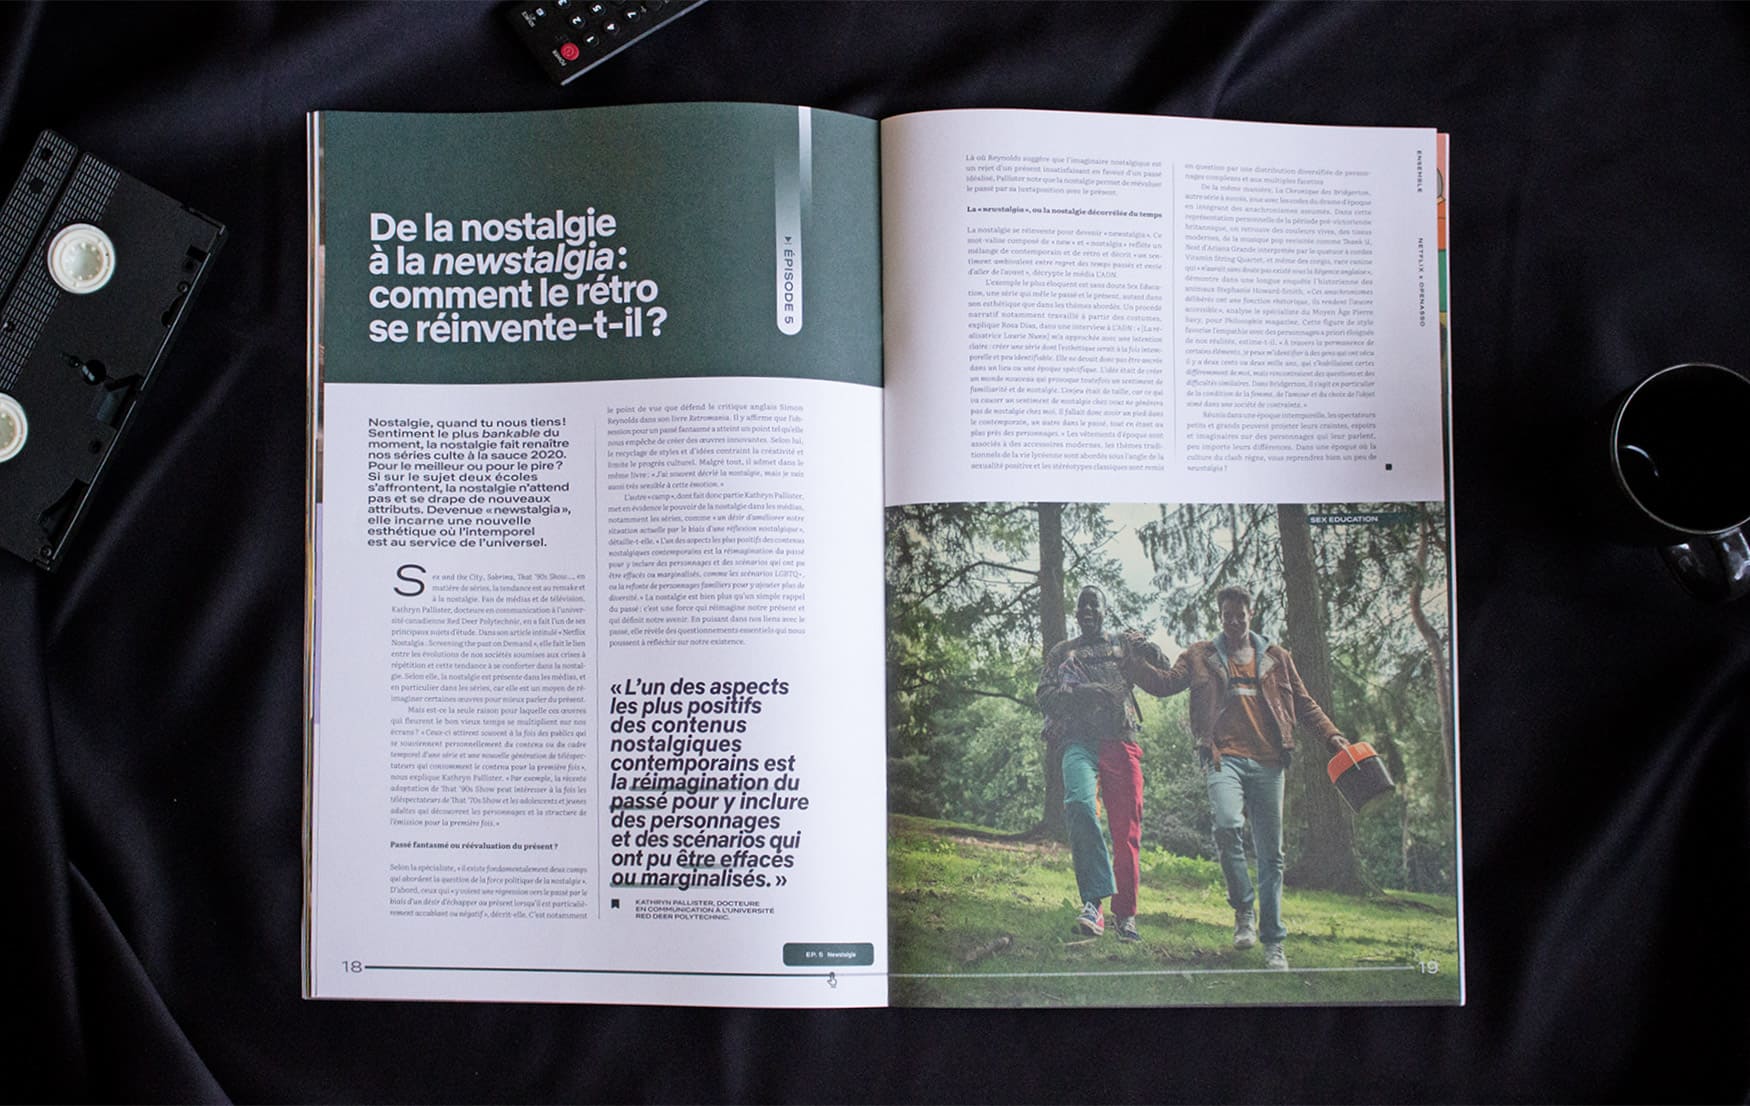 De la nostalgie
à la newstalgia :
comment le rétro
se réinvente-t-il ?
ÉPISODE 5
Nostalgie, quand tu nous tiens !
Sentiment le plus bankable du
moment, la nostalgie fait renaître
nos séries culte à la sauce 2020.
Pour le meilleur ou pour le pire ?
Si sur le sujet deux écoles
s'affrontent, la nostalgie n'attend
pas et se drape de nouveaux
attributs. Devenue « newstalgia »,
elle incarne une nouvelle
esthétique où l'intemporel
est au service de l'universel.
Sex and the City, Sabrina, That '90s Show..., en
matière de séries, la tendance est au remake et
à la nostalgie. Fan de médias et de télévision,
Kathryn Pallister, docteure en communication à l'univer-
sité canadienne Red Deer Polytechnic, en a fait l'un de ses
principaux sujets d'étude. Dans son article intitulé « Netflix
Nostalgia : Screening the past on Demand », elle fait le lien
entre les évolutions de nos sociétés soumises aux crises à
répétition et cette tendance à se conforter dans la nostal-
gie. Selon elle, la nostalgie est présente dans les médias, et
en particulier dans les séries, car elle est un moyen de ré-
imaginer certaines œuvres pour mieux parler du présent.
Mais est-ce la seule raison pour laquelle ces œuvres
qui fleurent le bon vieux temps se multiplient sur nos
écrans ? « Ceux-ci attirent souvent à la fois des publics qui
se souviennent personnellement du contenu ou du cadre
temporel d'une série et une nouvelle génération de téléspec-
tateurs qui consomment le contenu pour la première fois »,
nous explique Kathryn Pallister. « Par exemple, la récente
adaptation de That '90s Show peut intéresser à la fois les
téléspectateurs de That '70s Show et les adolescents et jeunes
adultes qui découvrent les personnages et la structure de
l'émission pour la première fois. »
Passé fantasmé ou réévaluation du présent ?
Selon la spécialiste, « il existe fondamentalement deux camps
qui abordent la question de la force politique de la nostalgie ».
D'abord, ceux qui « y voient une régression vers le passé par le
biais d'un désir d'échapper au présent lorsqu'il est particuliè-
rement accablant ou négatif », décrit-elle. C'est notamment
le point de vue que défend le critique anglais Simon
Reynolds dans son livre Retromania. Il y affirme que l'ob-
session pour un passé fantasmé a atteint un point tel qu'elle
nous empêche de créer des œuvres innovantes. Selon lui,
le recyclage de styles et d'idées contraint la créativité et
limite le progrès culturel. Malgré tout, il admet dans le
même livre : « J'ai souvent décrié la nostalgie, mais je suis
aussi très sensible à cette émotion. »
L'autre « camp », dont fait donc partie Kathryn Pallister,
met en évidence le pouvoir de la nostalgie dans les médias,
notamment les séries, comme « un désir d'améliorer notre
situation actuelle par le biais d'une réflexion nostalgique »,
détaille-t-elle. « L'un des aspects les plus positifs des contenus
nostalgiques contemporains est la réimagination du passé
pour y inclure des personnages et des scénarios qui ont pu
être effacés ou marginalisés, comme les scénarios LGBTQ+,
ou la refonte de personnages familiers pour y ajouter plus de
diversité. » La nostalgie est bien plus qu'un simple rappel
du passé : c'est une force qui réimagine notre présent et
qui définit notre avenir. En puisant dans nos liens avec le
passé, elle révèle des questionnements essentiels qui nous
poussent à réfléchir sur notre existence.
« L'un des aspects
les plus positifs
des contenus
nostalgiques
contemporains est
la réimagination du
passé pour y inclure
des personnages
et des scénarios qui
ont pu être effacés
ou marginalisés. »
KATHRYN PALLISTER, DOCTEURE
EN COMMUNICATION À L'UNIVERSITÉ
RED DEER POLYTECHNIC.
EP. 5 Newstalgie
18
Là où Reynolds suggère que l'imaginaire nostalgique est
un rejet d'un présent insatisfaisant en faveur d'un passé
idéalisé, Pallister note que la nostalgie permet de réévaluer
le passé par sa juxtaposition avec le présent.
La « newstalgia », ou la nostalgie décorrélée du temps
La nostalgie se réinvente pour devenir « newstalgia ». Ce
mot-valise composé de « new » et « nostalgia » reflète un
mélange de contemporain et de retro et décrit « un sen-
timent ambivalent entre regret des temps passés et envie
d'aller de l'avant », décrypte le média L'ADN.
L'exemple le plus éloquent est sans doute Sex Educa-
tion, une série qui mêle le passé et le présent, autant dans
son esthétique que dans les thèmes abordés. Un procédé
narratif notamment travaillé à partir des costumes,
explique Rosa Dias, dans une interview à L'ADN : « [La ré-
alisatrice Laurie Nunn] m'a approchée avec une intention
claire : créer une série dont l'esthétique serait à la fois intem-
porelle et peu identifiable. Elle ne devait donc pas être ancrée
dans un lieu ou une époque spécifique. L'idée était de créer
un monde nouveau qui provoque toutefois un sentiment de
familiarité et de nostalgie. L'enjeu était de taille, car ce qui
va causer un sentiment de nostalgie chez vous ne générera
pas de nostalgie chez moi. Il fallait donc avoir un pied dans
le contemporain, un autre dans le passé, tout en étant au
plus près des personnages. » Les vêtements d'époque sont
associés à des accessoires modernes, les thèmes tradi-
tionnels de la vie lycéenne sont abordés sous l'angle de la
sexualité positive et les stéréotypes classiques sont remis
en question par une distribution diversifiée de person-
nages complexes et aux multiples facettes
De la même manière, La Chronique des Bridgerton,
autre série à succès, joue avec les codes du drame d'époque
en intégrant des anachronismes assumés. Dans cette
représentation personnelle de la période pré-victorienne
britannique, on retrouve des couleurs vives, des tissus
modernes, de la musique pop revisitée comme Thank U,
Next d'Ariana Grande interprétée par le quatuor à cordes
Vitamin String Quartet, et même des corgis, race canine
qui « n'aurait sans doute pas existé sous la Régence anglaise »,
démontre dans une longue enquête l'historienne des
animaux Stephanie Howard-Smith. « Ces anachronismes
délibérés ont une fonction rhétorique, ils rendent l'œuvre
accessible », analyse le spécialiste du Moyen Âge Pierre
Savy, pour Philosophie magazine. Cette figure de style
favorise l'empathie avec des personnages a priori éloignés
de nos réalités, estime-t-il. « À travers la permanence de
certains éléments, je peux m'identifier à des gens qui ont vécu
il y a deux cents ou deux mille ans, qui s'habillaient certes
différemment de moi, mais rencontraient des questions et des
difficultés similaires. Dans Bridgerton, il s'agit en particulier
de la condition de la femme, de l'amour et du choix de l'objet
aimé dans une société de contrainte. »
Réunis dans une époque intemporelle, les spectateurs
petits et grands peuvent projeter leurs craintes, espoirs
et imaginaires sur des personnages qui leur parlent,
peu importe leurs différences. Dans une époque où la
culture du clash règne, vous reprendrez bien un peu de
newstalgia ?
ENSEMBLE
NETFLIX × OPENASSO
SEX EDUCATION
19
POWER